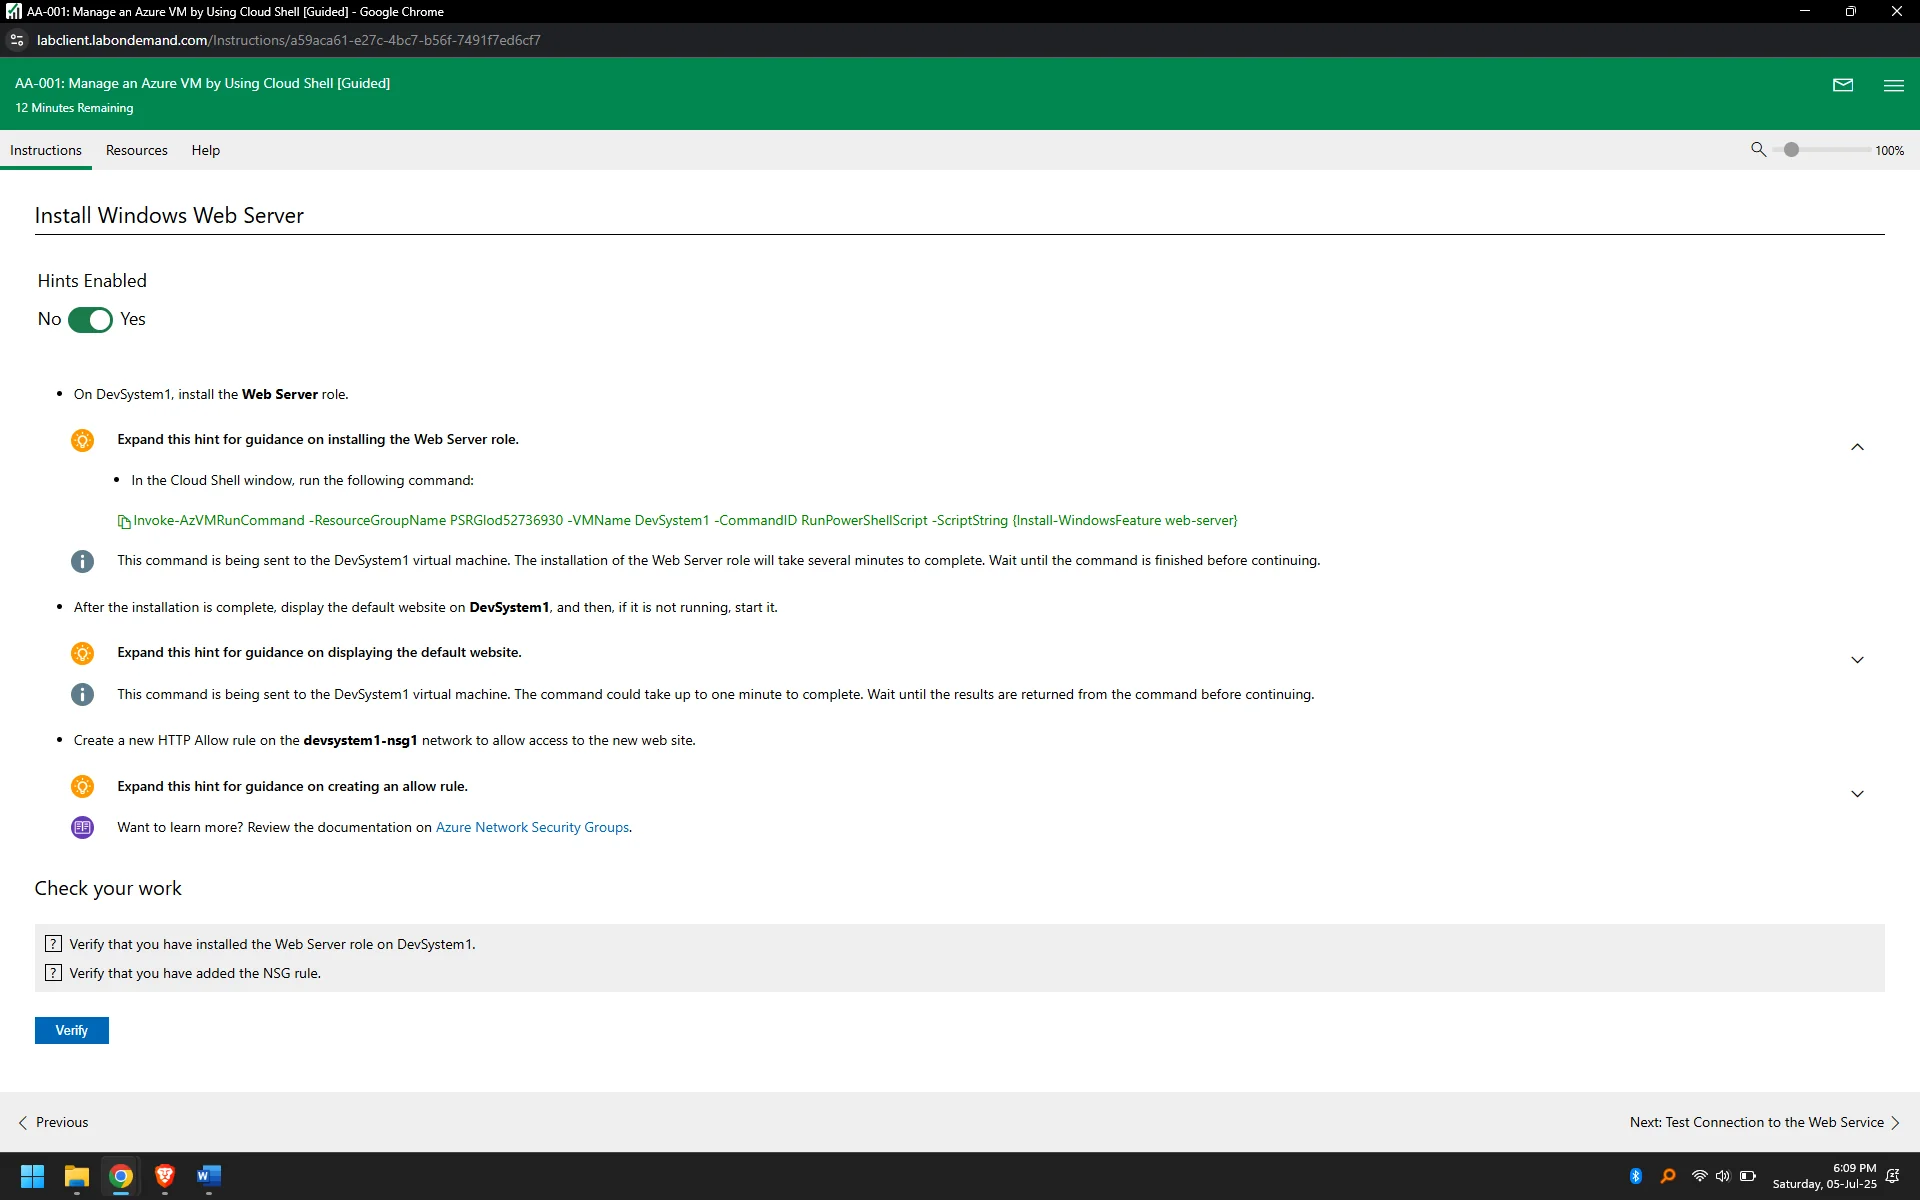 AA-001: Manage an Azure VM by Using Cloud Shell [Guided] - Google Chrome
labclient.labondemand.com/Instructions/a59aca61-e27c-4bc7-b56f-7491f7ed6cf7
AA-001: Manage an Azure VM by Using Cloud Shell [Guided]
12 Minutes Remaining
Instructions Resources Help 100%
Install Windows Web Server
Hints Enabled
No Yes
• On DevSystem1, install the Web Server role.
Expand this hint for guidance on installing the Web Server role.
• In the Cloud Shell window, run the following command:
Invoke-AzVMRunCommand -ResourceGroupName PSRGlod52736930 -VMName DevSystem1 -CommandID RunPowerShellScript -ScriptString {Install-WindowsFeature web-server}
This command is being sent to the DevSystem1 virtual machine. The installation of the Web Server role will take several minutes to complete. Wait until the command is finished before continuing.
• After the installation is complete, display the default website on DevSystem1, and then, if it is not running, start it.
Expand this hint for guidance on displaying the default website.
This command is being sent to the DevSystem1 virtual machine. The command could take up to one minute to complete. Wait until the results are returned from the command before continuing.
• Create a new HTTP Allow rule on the devsystem1-nsg1 network to allow access to the new web site.
Expand this hint for guidance on creating an allow rule.
Want to learn more? Review the documentation on Azure Network Security Groups.
Check your work
? Verify that you have installed the Web Server role on DevSystem1.
? Verify that you have added the NSG rule.
Verify
Previous
Next: Test Connection to the Web Service
6:09 PM
Saturday, 05-Jul-25